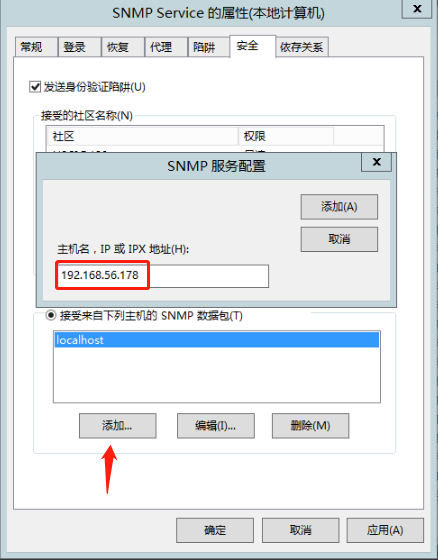 SNMP Service 的属性(本地计算机)
x
常规 登录 恢复 代理 陷阱 安全 依存关系
发送身份验证陷阱(U)
接受的社区名称(N)
社区 权限
SNMP 服务配置
x
添加(A)
取消
主机名，IP 或 IPX 地址(H):
192.168.56.178
接受来自下列主机的 SNMP 数据包(T)
localhost
添加... 编辑(I)... 删除(M)
确定 取消 应用(A)